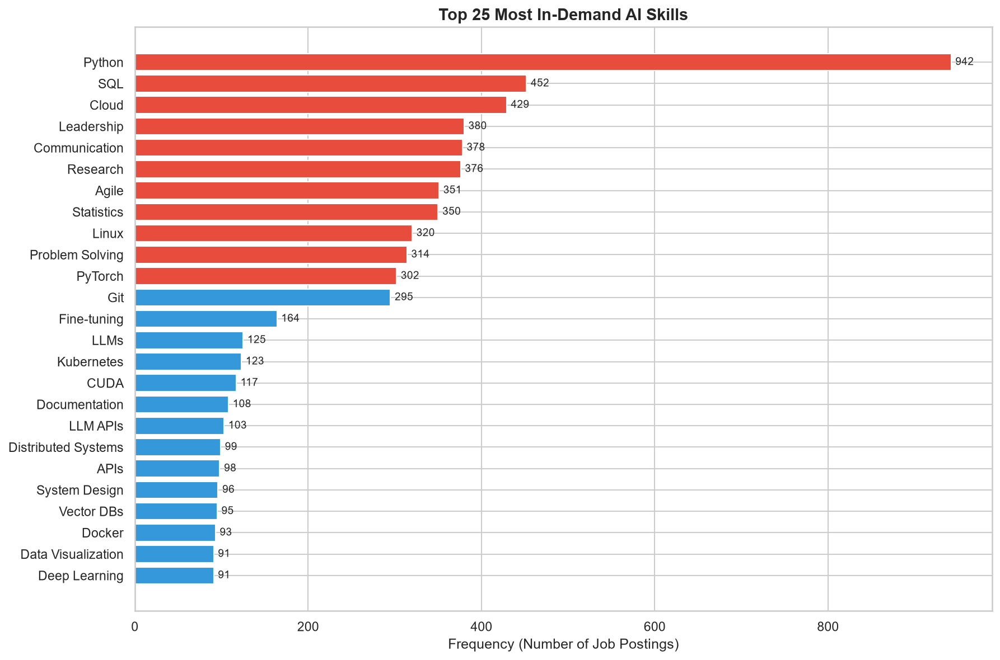 Top 25 Most In-Demand AI Skills
Python 942
SQL 452
Cloud 429
Leadership 380
Communication 378
Research 376
Agile 351
Statistics 350
Linux 320
Problem Solving 314
PyTorch 302
Git 295
Fine-tuning 164
LLMs 125
Kubernetes 123
CUDA 117
Documentation 108
LLM APIs 103
Distributed Systems 99
APIs 98
System Design 96
Vector DBs 95
Docker 93
Data Visualization 91
Deep Learning 91
0 200 400 600 800
Frequency (Number of Job Postings)